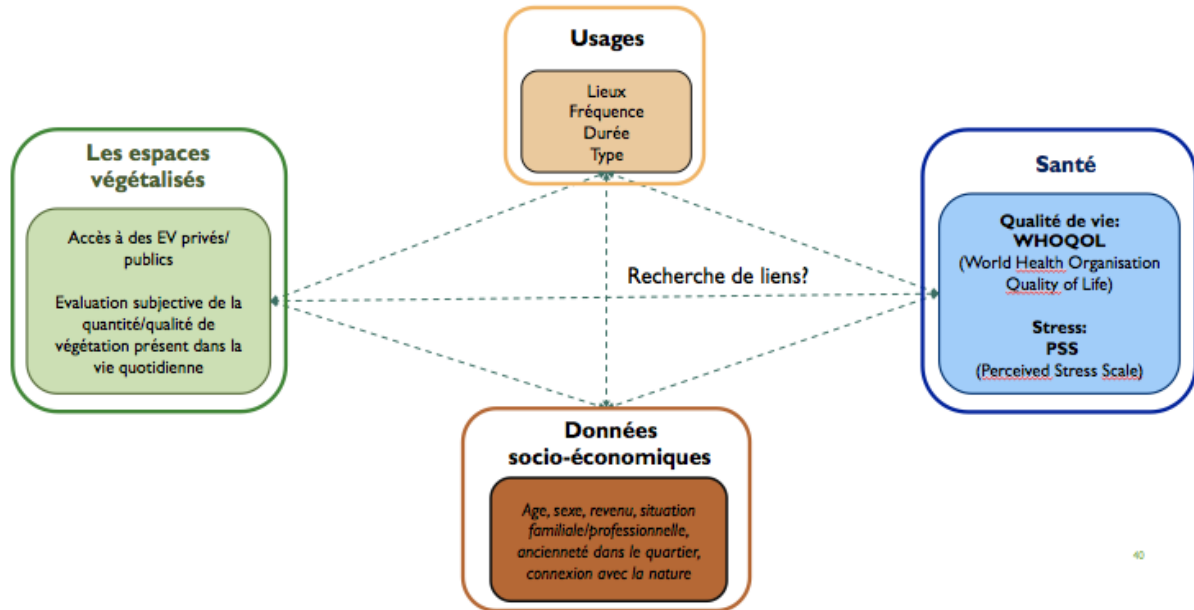 Usages
Lieux
Fréquence
Durée
Type
Les espaces
végétalisés
Accès à des EV privés/
publics
Evaluation subjective de la
quantité/qualité de
végétation présent dans la
vie quotidienne
Recherche de liens?
Santé
Qualité de vie:
WHOQOL
(World Health Organisation
Quality of Life)
Stress:
PSS
(Perceived Stress Scale)
Données
socio-économiques
Age, sexe, revenu, situation
familiale/professionnelle,
ancienneté dans le quartier,
connexion avec la nature
40